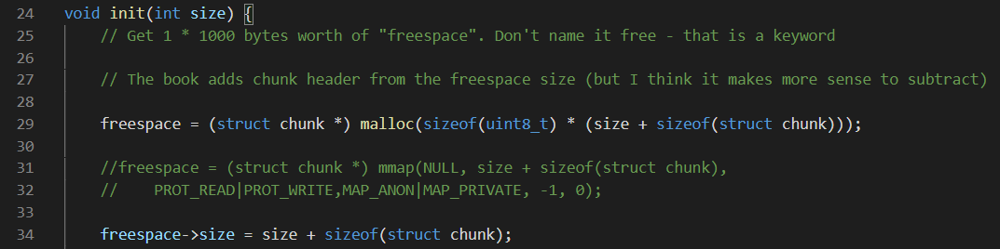 24 void init(int size) {
25 // Get 1 * 1000 bytes worth of "freespace". Don't name it free - that is a keyword
26
27 // The book adds chunk header from the freespace size (but I think it makes more sense to subtract)
28
29 freespace = (struct chunk *) malloc(sizeof(uint8_t) * (size + sizeof(struct chunk)));
30
31 //freespace = (struct chunk *) mmap(NULL, size + sizeof(struct chunk),
32 //    PROT_READ|PROT_WRITE,MAP_ANON|MAP_PRIVATE, -1, 0);
33
34 freespace->size = size + sizeof(struct chunk);